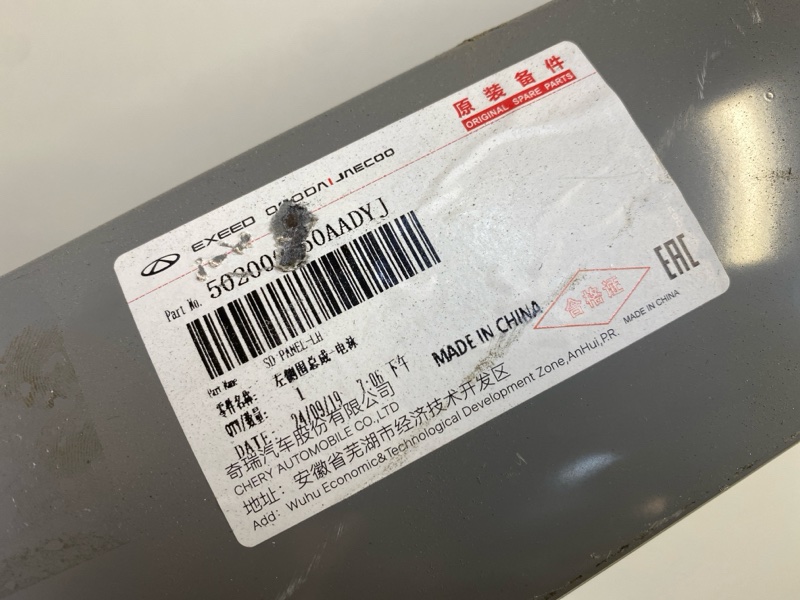 原装备件
ORIGINAL SPARE PARTS
EXEED OMODA JAECOO
Part No.
SD-PANEL-LH
Part Name
零件名称: 左侧围总成-电泳
QTY/数量: 1
DATE: 24/09/19 7:06 下午
MADE IN CHINA
合格证
EAC
MADE IN CHINA
奇瑞汽车股份有限公司
CHERY AUTOMOBILE CO.,LTD
地址: 安徽省芜湖市经济技术开发区
Add: Wuhu Economic&Technological Development Zone,AnHui,P.R.